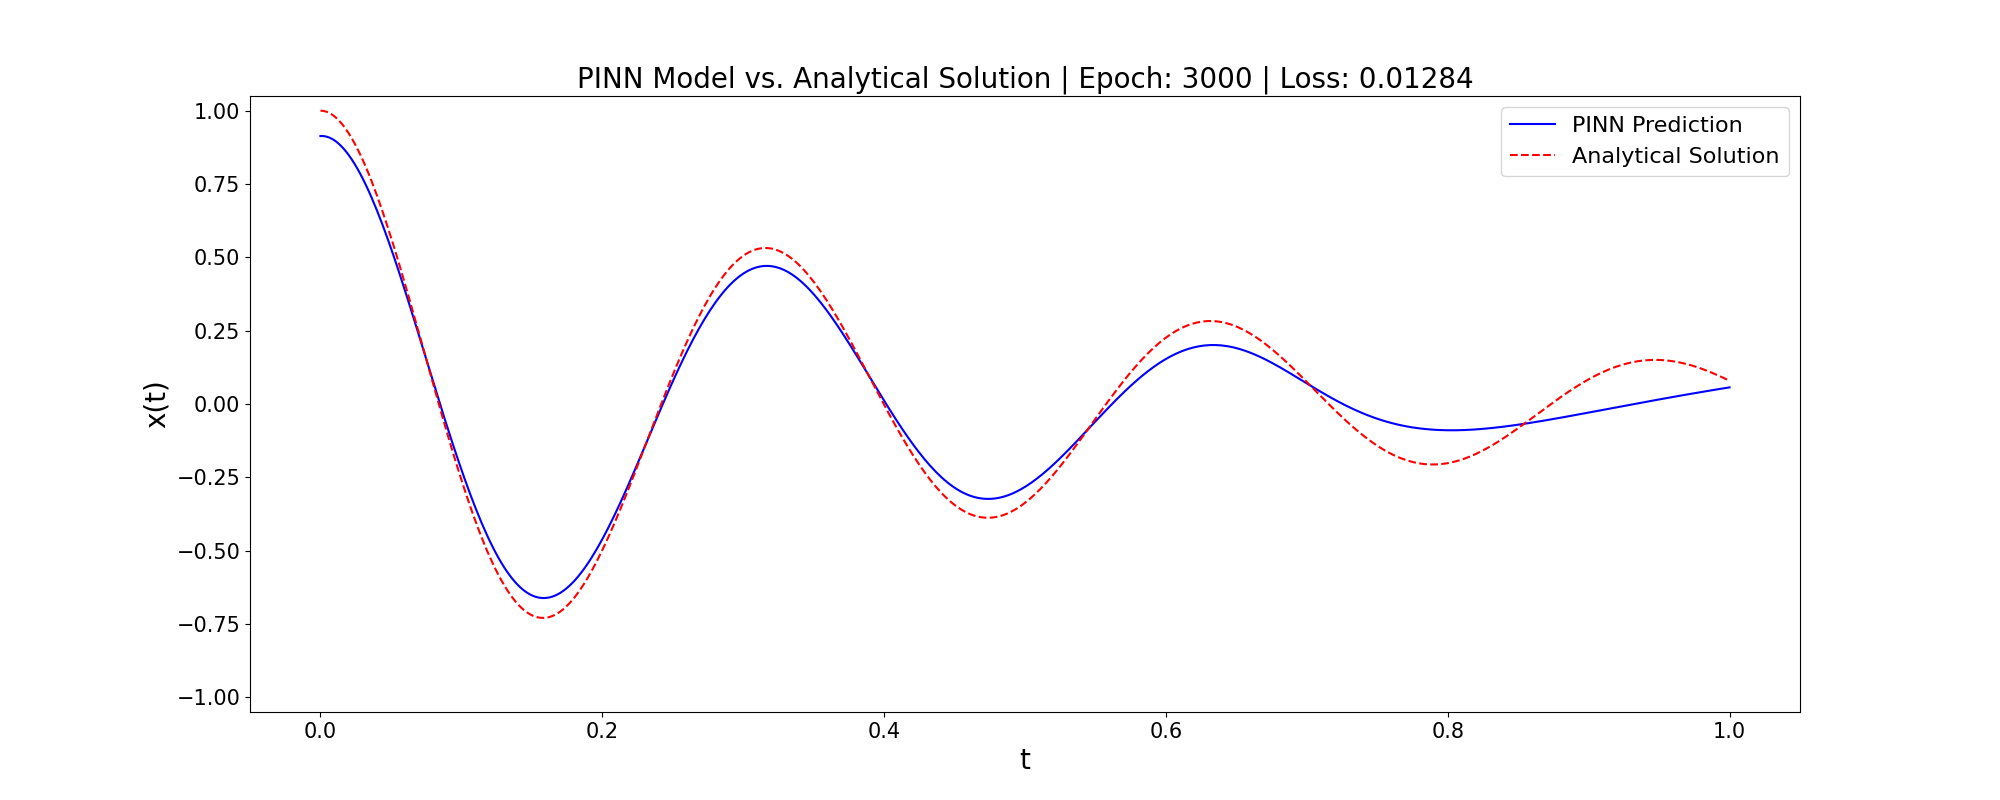 PINN Model vs. Analytical Solution | Epoch: 3000 | Loss: 0.01284
PINN Prediction
Analytical Solution
1.00
0.75
0.50
0.25
0.00
−0.25
−0.50
−0.75
−1.00
x(t)
0.0 0.2 0.4 0.6 0.8 1.0
t